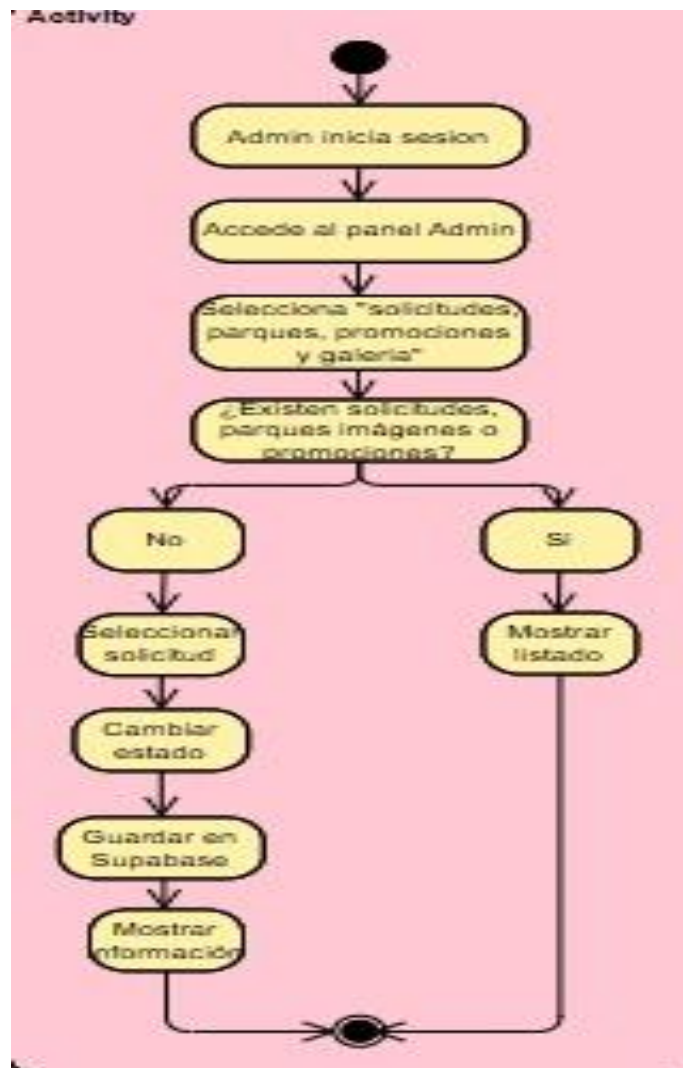 Activity
Admin inicia sesion
Accede al panel Admin
Selecciona "solicitudes,
parques, promociones
y galeria"
¿Existen solicitudes,
parques imágenes o
promociones?
No
Si
Seleccionar
solicitud
Mostrar
listado
Cambiar
estado
Guardar en
Supabase
Mostrar
información